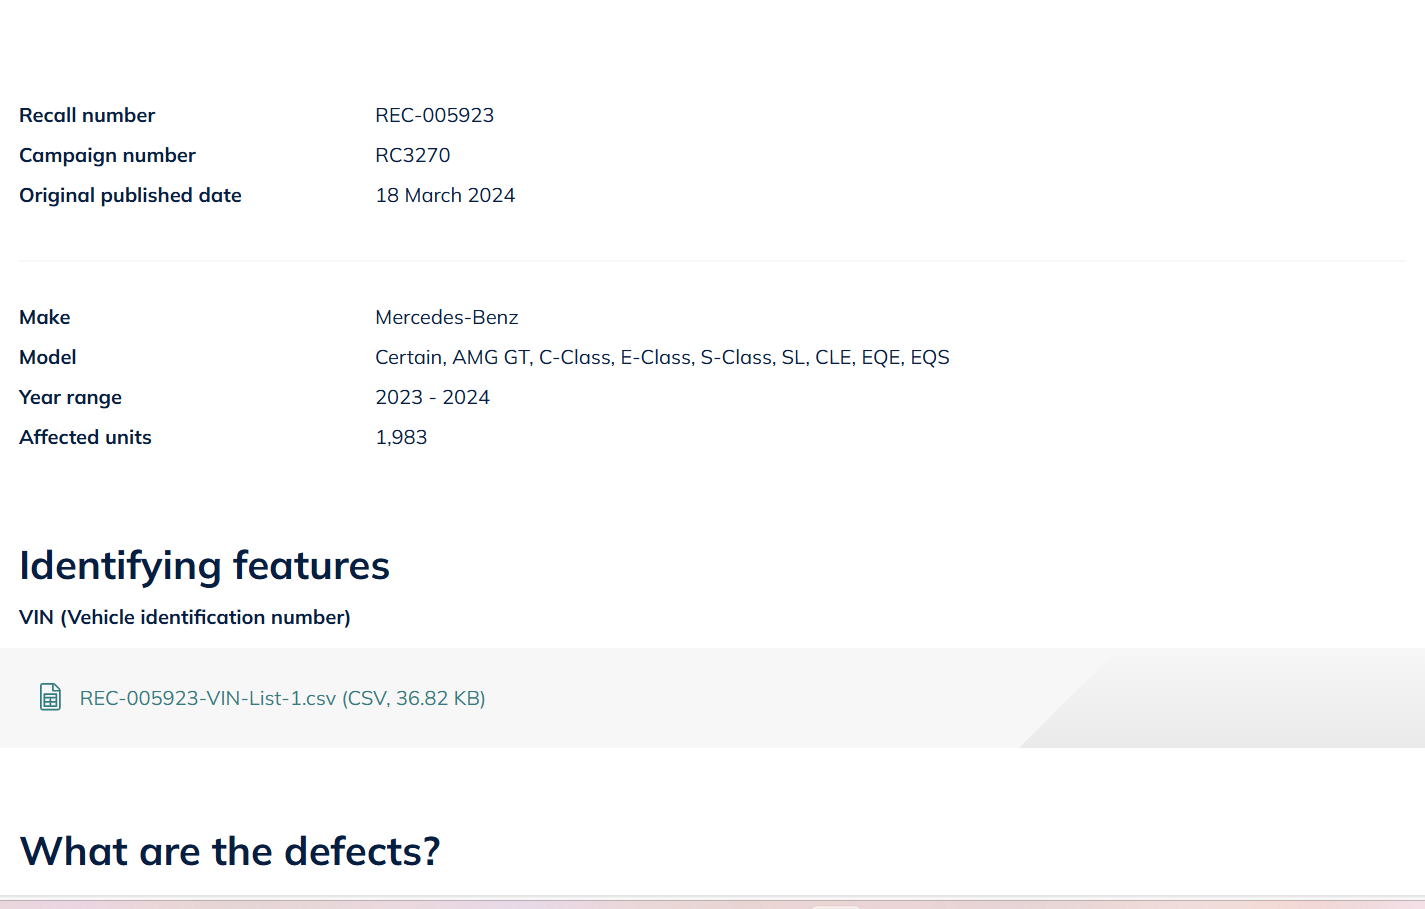 Recall number REC-005923
Campaign number RC3270
Original published date 18 March 2024
Make Mercedes-Benz
Model Certain, AMG GT, C-Class, E-Class, S-Class, SL, CLE, EQE, EQS
Year range 2023 - 2024
Affected units 1,983
Identifying features
VIN (Vehicle identification number)
REC-005923-VIN-List-1.csv (CSV, 36.82 KB)
What are the defects?